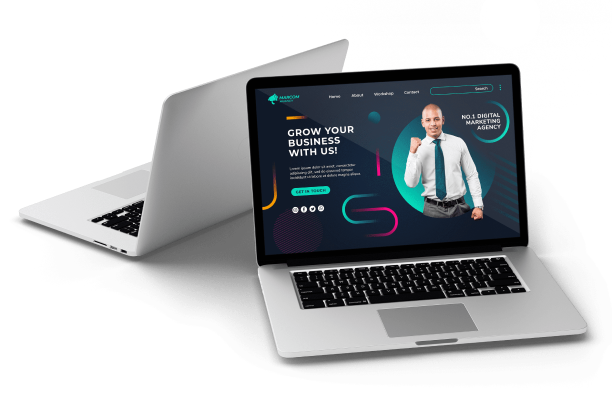 MARCOM
Home About Workshop Contact
Search
GROW YOUR
BUSINESS
WITH US!
NO.1 DIGITAL
MARKETING
AGENCY
Lorem ipsum dolor sit amet, consectetur
adipiscing elit, sed do eiusmod tempor
incididunt ut labore et dolore magna aliqua.
GET IN TOUCH